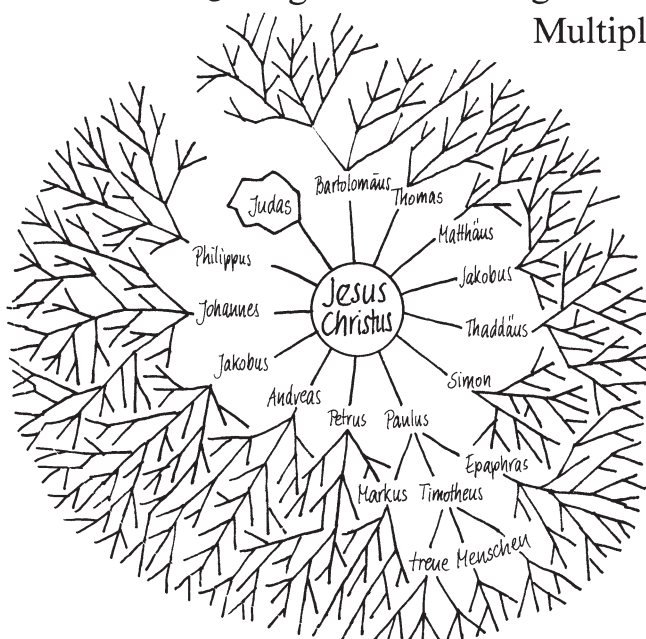 Multipl
Judas
Bartolomäus
Thomas
Matthäus
Philippus
Jakobus
Jesus
Christus
Johannes
Thaddäus
Jakobus
Simon
Andreas
Petrus
Paulus
Epaphras
Markus
Timotheus
treue Menschen